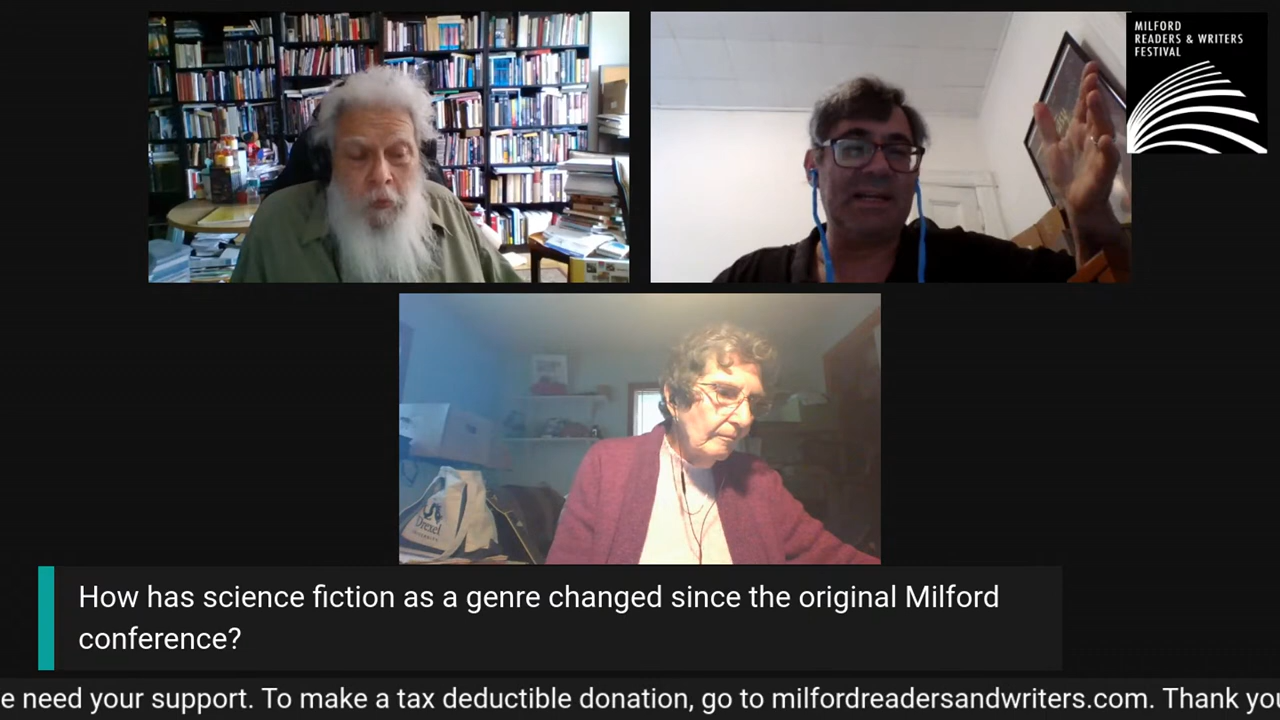 MILFORD
READERS & WRITERS
FESTIVAL
Drexel
How has science fiction as a genre changed since the original Milford
conference?
e need your support. To make a tax deductible donation, go to milfordreadersandwriters.com. Thank you